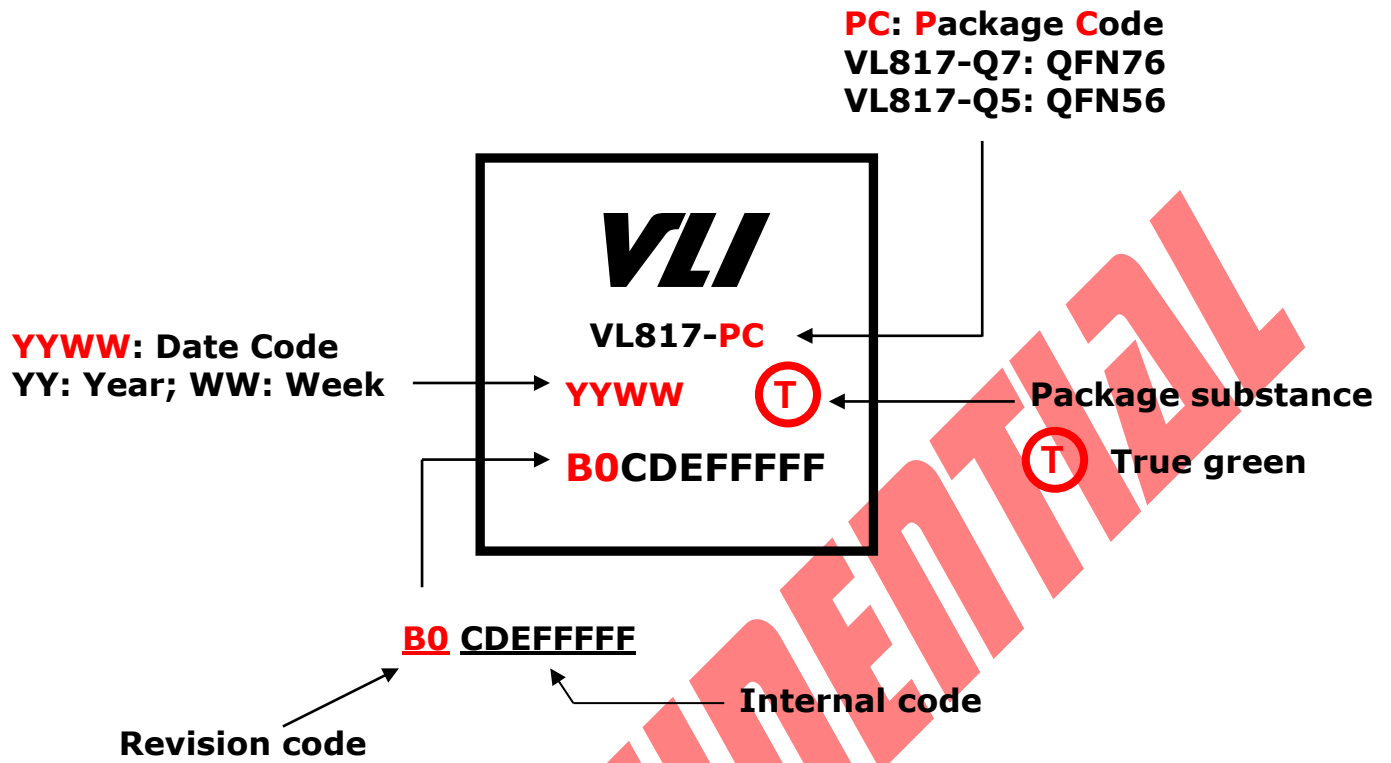 PC: Package Code
VL817-Q7: QFN76
VL817-Q5: QFN56
VLI
VL817-PC
YYWW: Date Code
YY: Year; WW: Week
YYWW T
Package substance
T True green
B0CDEFFFFF
B0 CDEFFFFF
Internal code
Revision code
DENTIAL